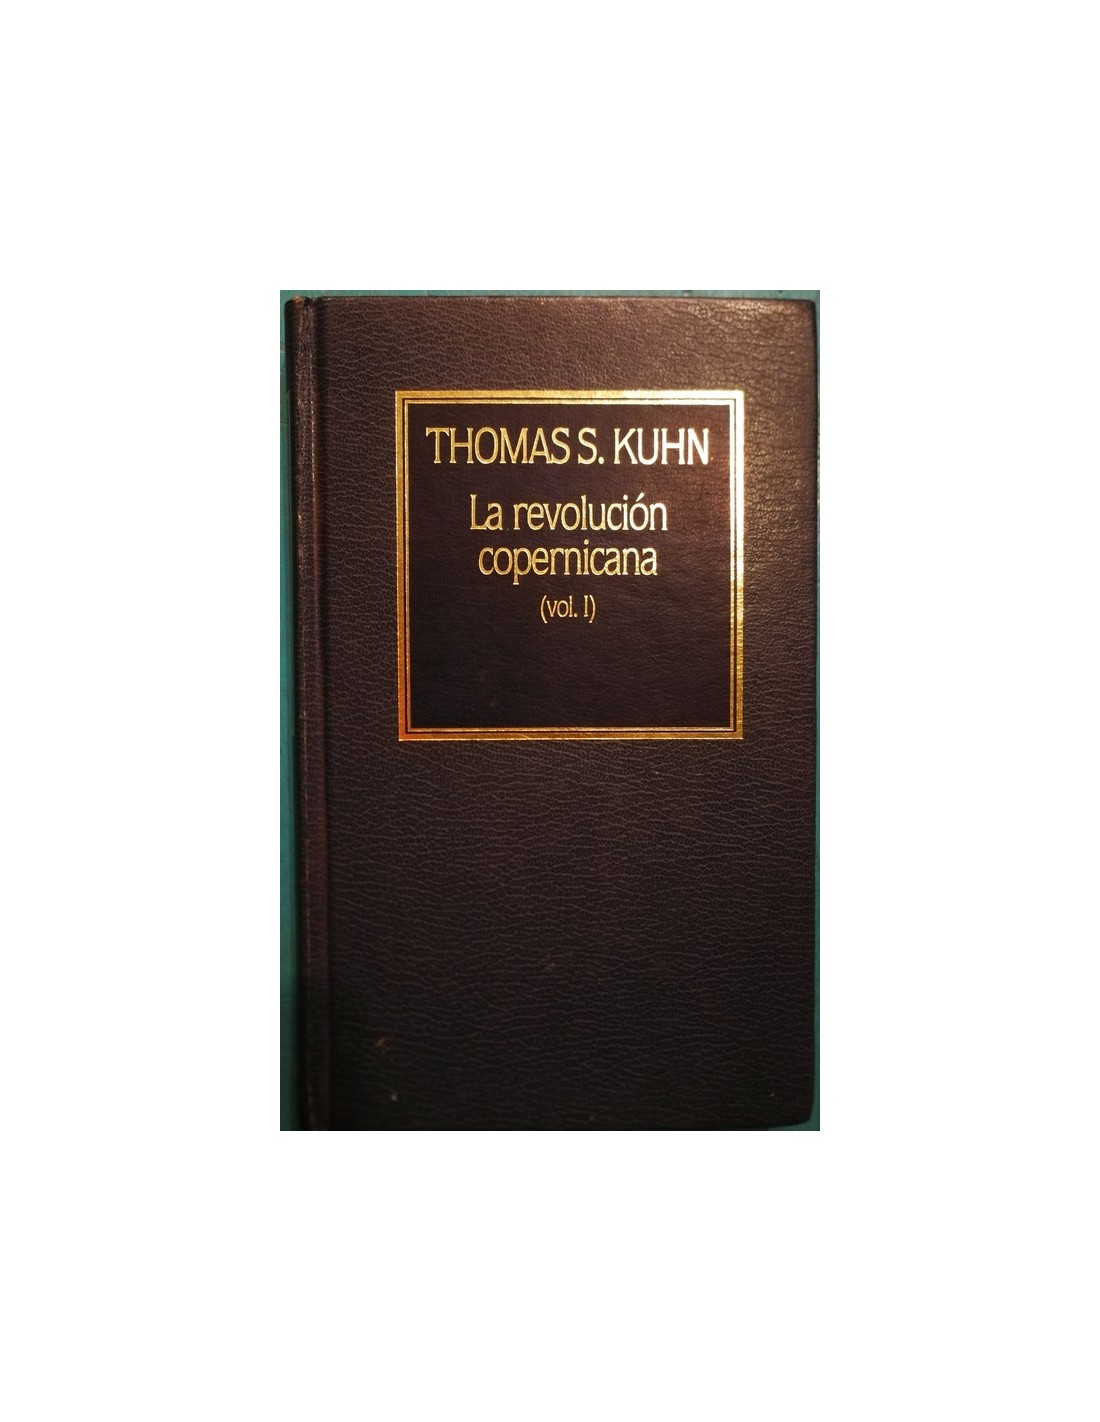 THOMAS S. KUHN
La revolución
copernicana
(vol. I)